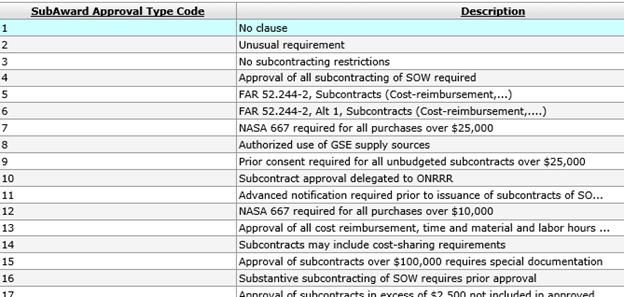 SubAward Approval Type Code Description
1 No clause
2 Unusual requirement
3 No subcontracting restrictions
4 Approval of all subcontracting of SOW required
5 FAR 52.244-2, Subcontracts (Cost-reimbursement,...)
6 FAR 52.244-2, Alt 1, Subcontracts (Cost-reimbursement,....)
7 NASA 667 required for all purchases over $25,000
8 Authorized use of GSE supply sources
9 Prior consent required for all unbudgeted subcontracts over $25,000
10 Subcontract approval delegated to ONRRR
11 Advanced notification required prior to issuance of subcontracts of SO...
12 NASA 667 required for all purchases over $10,000
13 Approval of all cost reimbursement, time and material and labor hours ...
14 Subcontracts may include cost-sharing requirements
15 Approval of subcontracts over $100,000 requires special documentation
16 Substantive subcontracting of SOW requires prior approval
17 Approval of subcontracts in excess of $2,500 not included in approved